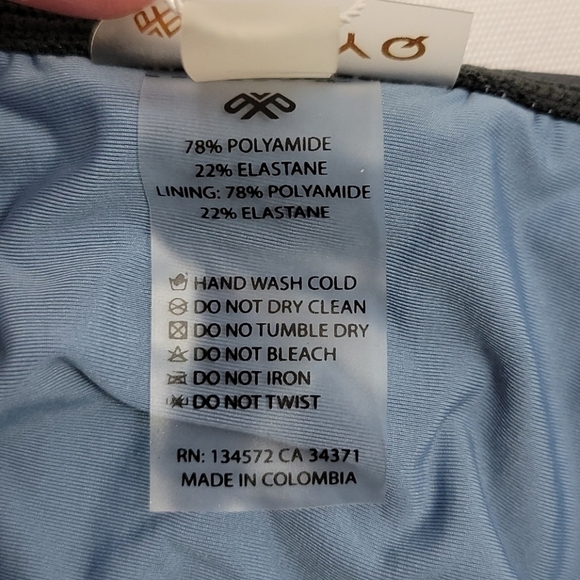 78% POLYAMIDE
22% ELASTANE
LINING: 78% POLYAMIDE
22% ELASTANE
HAND WASH COLD
DO NOT DRY CLEAN
DO NO TUMBLE DRY
DO NOT BLEACH
DO NOT IRON
DO NOT TWIST
RN: 134572 CA 34371
MADE IN COLOMBIA